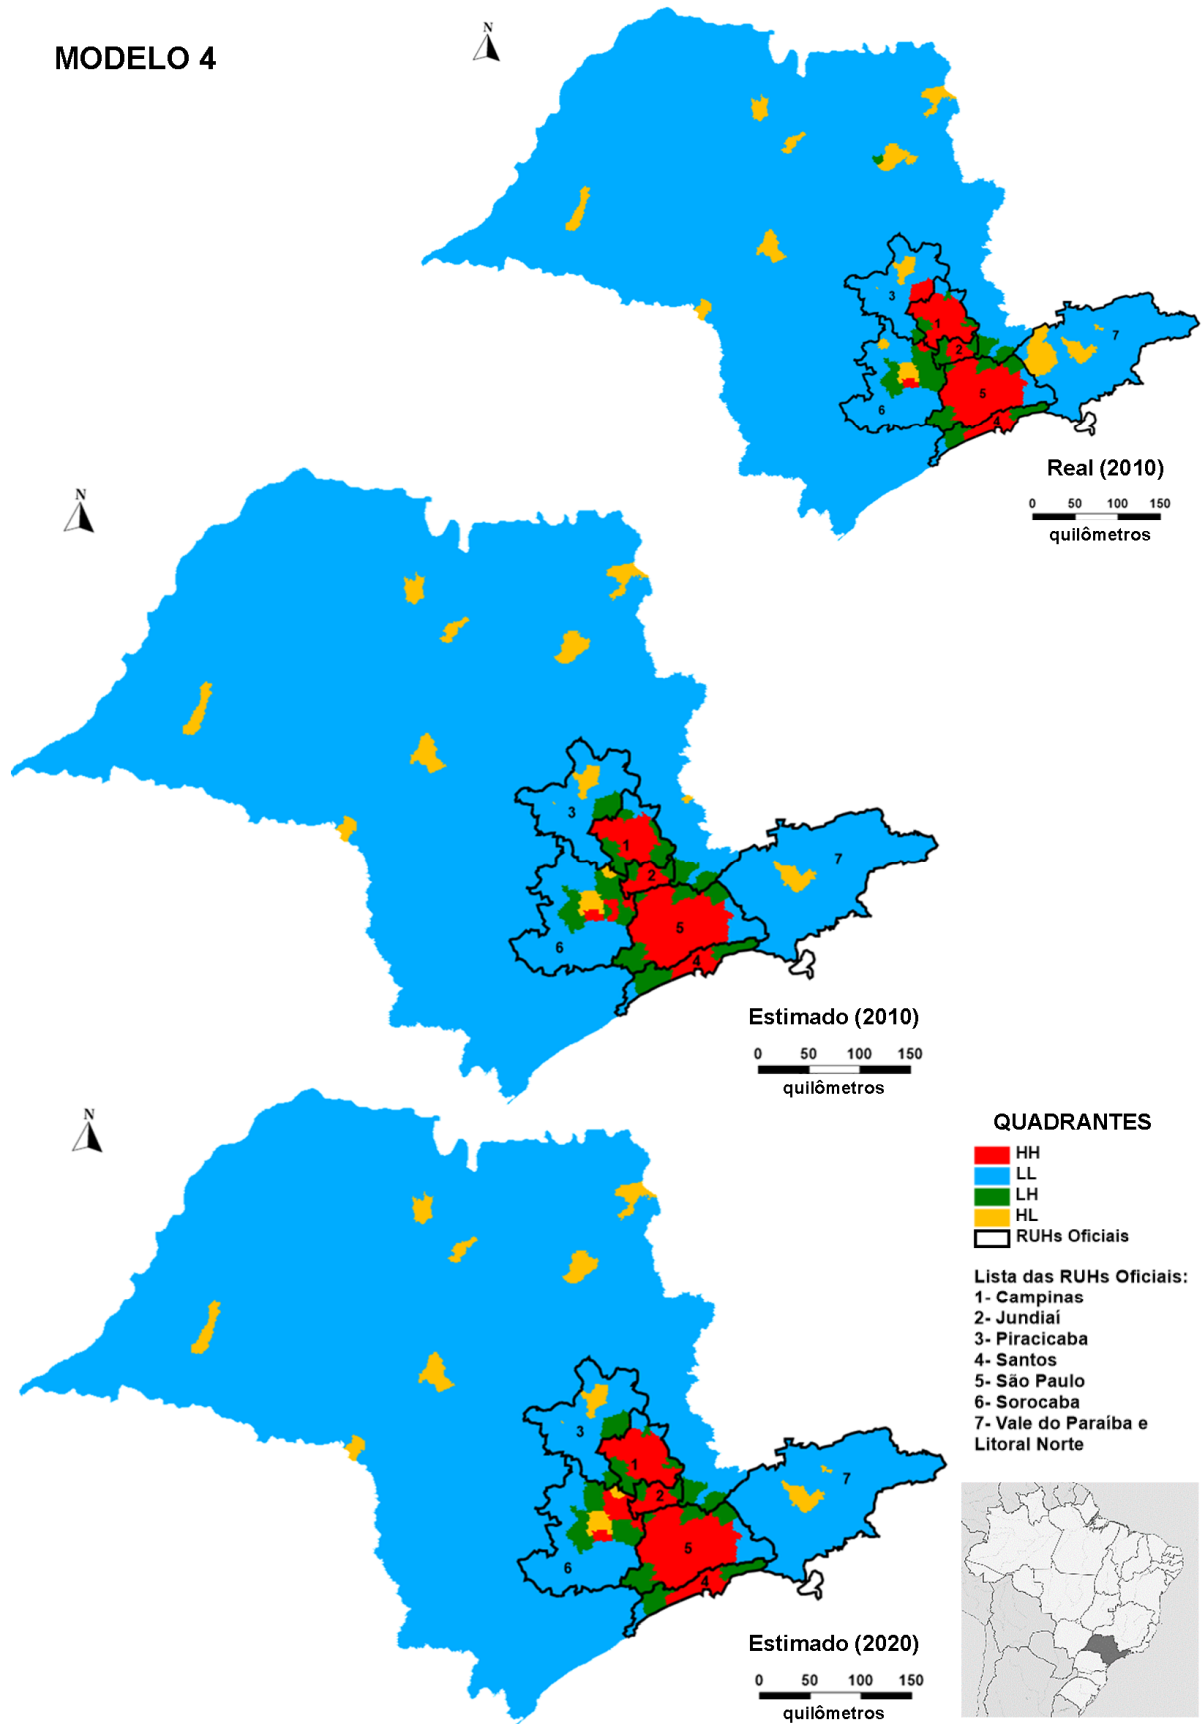 MODELO 4
N
3
1
2
7
5
6
4
Real (2010)
0 50 100 150
quilômetros
N
3
1
2
7
5
6
4
Estimado (2010)
0 50 100 150
quilômetros
N
3
1
2
7
5
6
4
Estimado (2020)
0 50 100 150
quilômetros
QUADRANTES
HH
LL
LH
HL
RUHs Oficiais
Lista das RUHs Oficiais:
1- Campinas
2- Jundiaí
3- Piracicaba
4- Santos
5- São Paulo
6- Sorocaba
7- Vale do Paraíba e
Litoral Norte